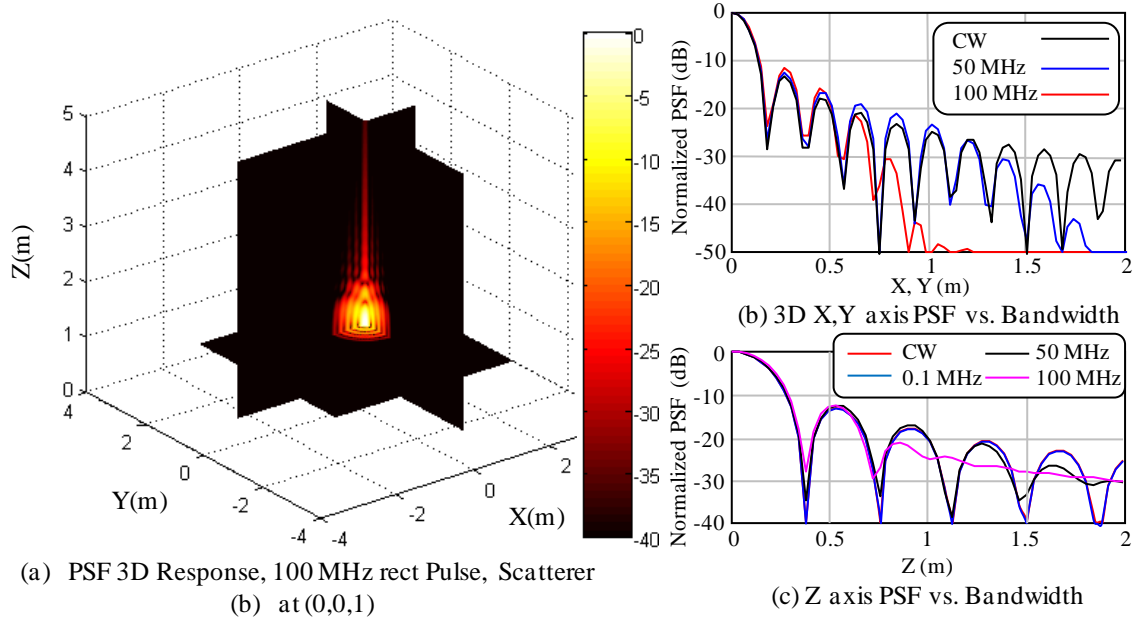 5
4
3
2
1
0
Z(m)
4
2
0
-2
-4
Y(m)
-4
-2
0
2
X(m)
0
-5
-10
-15
-20
-25
-30
-35
-40
(a) PSF 3D Response, 100 MHz rect Pulse, Scatterer
(b) at (0,0,1)
0
-10
-20
-30
-40
-50
Normalized PSF (dB)
CW
50 MHz
100 MHz
0 0.5 1 1.5 2
X, Y (m)
(b) 3D X,Y axis PSF vs. Bandwidth
0
-10
-20
-30
-40
Normalized PSF (dB)
CW 50 MHz
0.1 MHz 100 MHz
0 0.5 1 1.5 2
Z (m)
(c) Z axis PSF vs. Bandwidth